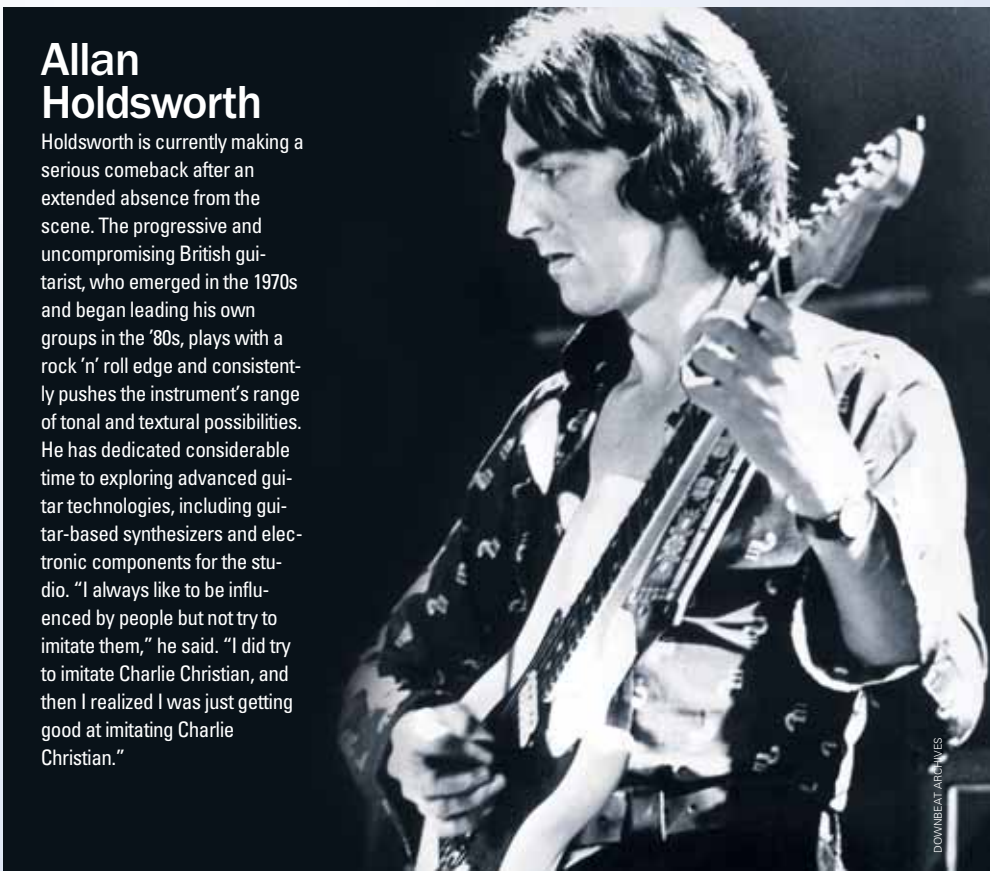 Allan
Holdsworth
Holdsworth is currently making a
serious comeback after an
extended absence from the
scene. The progressive and
uncompromising British gui-
tarist, who emerged in the 1970s
and began leading his own
groups in the ’80s, plays with a
rock ’n’ roll edge and consistent-
ly pushes the instrument’s range
of tonal and textural possibilities.
He has dedicated considerable
time to exploring advanced gui-
tar technologies, including gui-
tar-based synthesizers and elec-
tronic components for the stu-
dio. “I always like to be influ-
enced by people but not try to
imitate them,” he said. “I did try
to imitate Charlie Christian, and
then I realized I was just getting
good at imitating Charlie
Christian.”
DOWNBEAT ARCHIVES